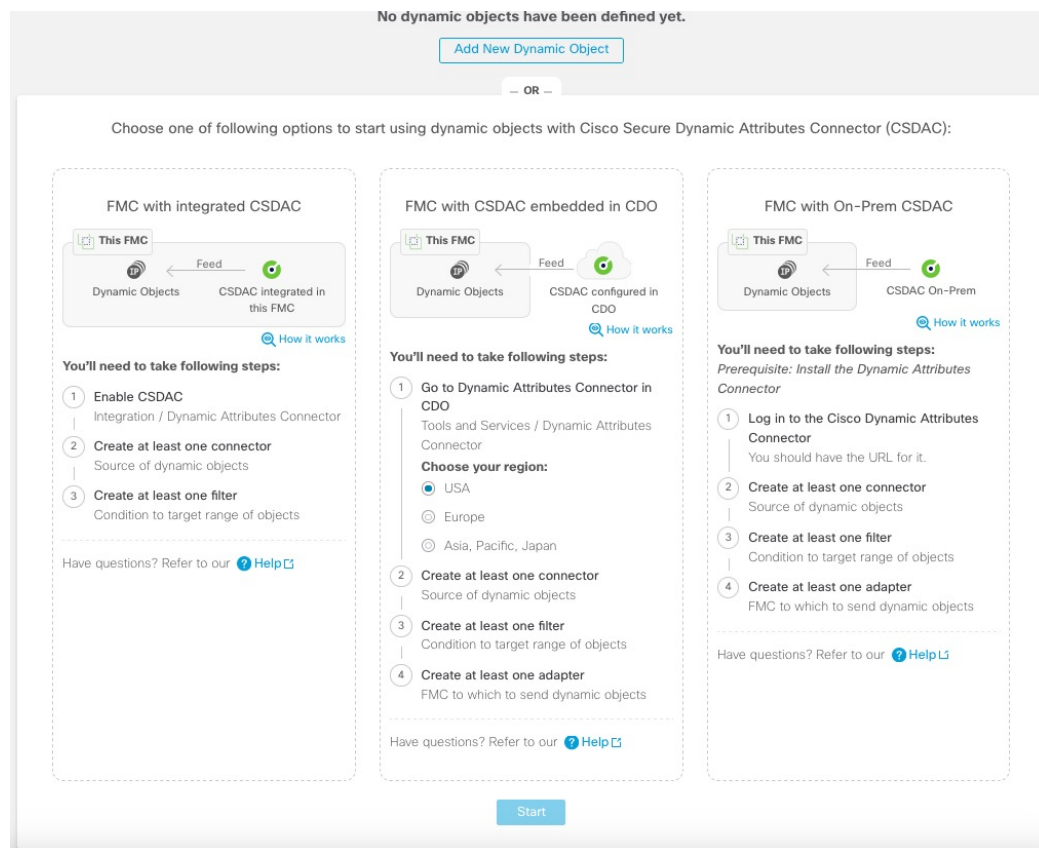 No dynamic objects have been defined yet.
Add New Dynamic Object
— OR —
Choose one of following options to start using dynamic objects with Cisco Secure Dynamic Attributes Connector (CSDAC):
FMC with integrated CSDAC
This FMC
IP
Feed
Dynamic Objects
CSDAC integrated in
this FMC
How it works
You'll need to take following steps:
1 Enable CSDAC
Integration / Dynamic Attributes Connector
2 Create at least one connector
Source of dynamic objects
3 Create at least one filter
Condition to target range of objects
Have questions? Refer to our ? Help
FMC with CSDAC embedded in CDO
This FMC
IP
Feed
Dynamic Objects
CSDAC configured in
CDO
How it works
You'll need to take following steps:
1 Go to Dynamic Attributes Connector in
CDO
Tools and Services / Dynamic Attributes
Connector
Choose your region:
USA
Europe
Asia, Pacific, Japan
2 Create at least one connector
Source of dynamic objects
3 Create at least one filter
Condition to target range of objects
4 Create at least one adapter
FMC to which to send dynamic objects
Have questions? Refer to our ? Help
FMC with On-Prem CSDAC
This FMC
IP
Feed
Dynamic Objects
CSDAC On-Prem
How it works
You'll need to take following steps:
Prerequisite: Install the Dynamic Attributes
Connector
1 Log in to the Cisco Dynamic Attributes
Connector
You should have the URL for it.
2 Create at least one connector
Source of dynamic objects
3 Create at least one filter
Condition to target range of objects
4 Create at least one adapter
FMC to which to send dynamic objects
Have questions? Refer to our ? Help
Start